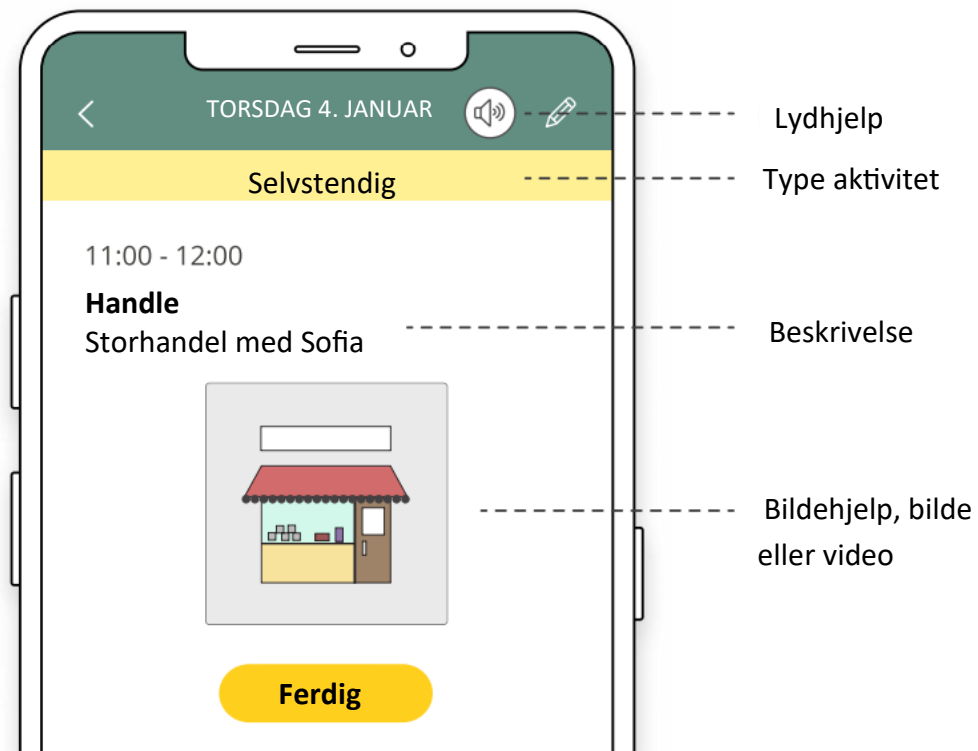 TORSDAG 4. JANUAR
Lydhjelp
Selvstendig
Type aktivitet
11:00 - 12:00
Handle
Storhandel med Sofia
Beskrivelse
Bildehjelp, bilde
eller video
Ferdig